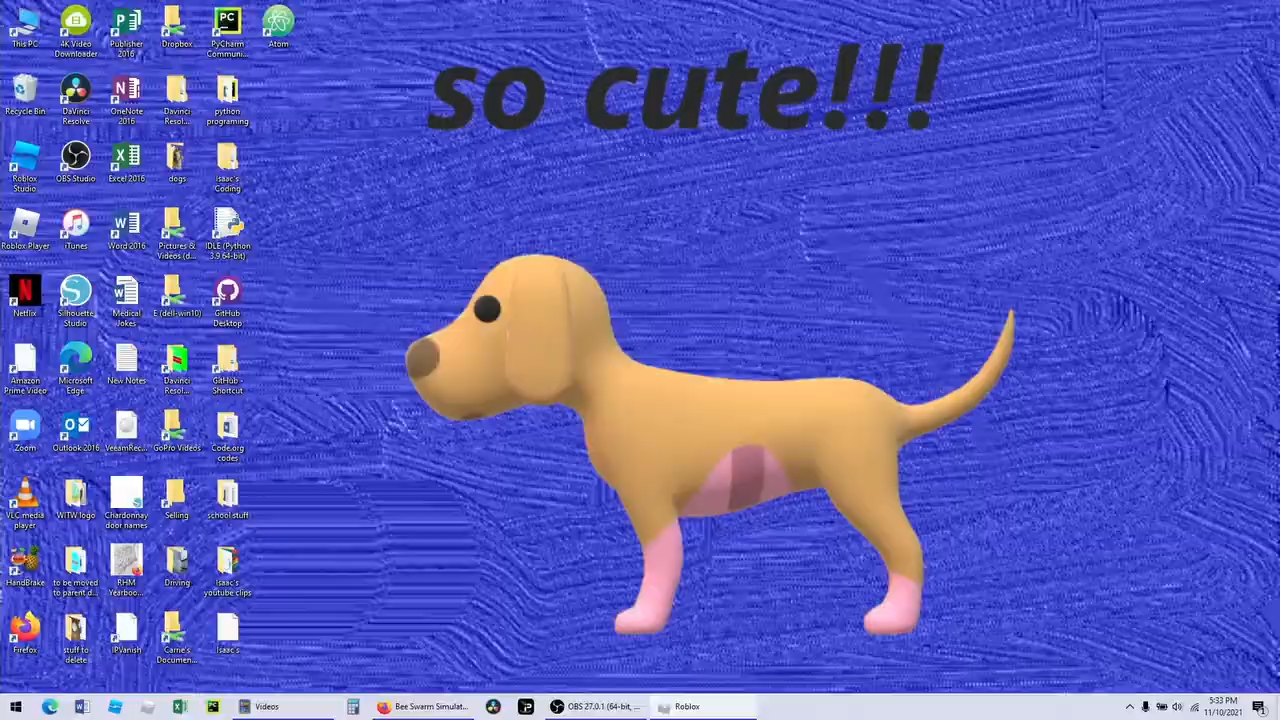 so cute!!!
This PC
4K Video
Downloader
Publisher
2016
Dropbox
PyCharm
Communi...
Atom
Recycle Bin
DaVinci
Resolve
OneNote
2016
Davinci
Resol...
python
programing
Roblox
Studio
OBS Studio
Excel 2016
dogs
Isaac's
Coding
Roblox Player
iTunes
Word 2016
Pictures &
Videos (d...
IDLE (Python
3.9 64-bit)
Netflix
Silhouette
Studio
Medical
Jokes
E (dell-win10)
GitHub
Desktop
Amazon
Prime Video
Microsoft
Edge
New Notes
Davinci
Resol...
GitHub -
Shortcut
Zoom
Outlook 2016
VeeamRec...
GoPro Videos
Code.org
codes
VLC media
player
WITW logo
Chardonnay
door names
Selling
school stuff
HandBrake
to be moved
to parent d...
RHM
Yearboo...
Driving
Isaac's
youtube clips
Firefox
stuff to
delete
IPVanish
Carrie's
Documen...
Isaac's
Videos
Bee Swarm Simulat...
OBS 27.0.1 (64-bit, ...
Roblox
5:33 PM
11/10/2021